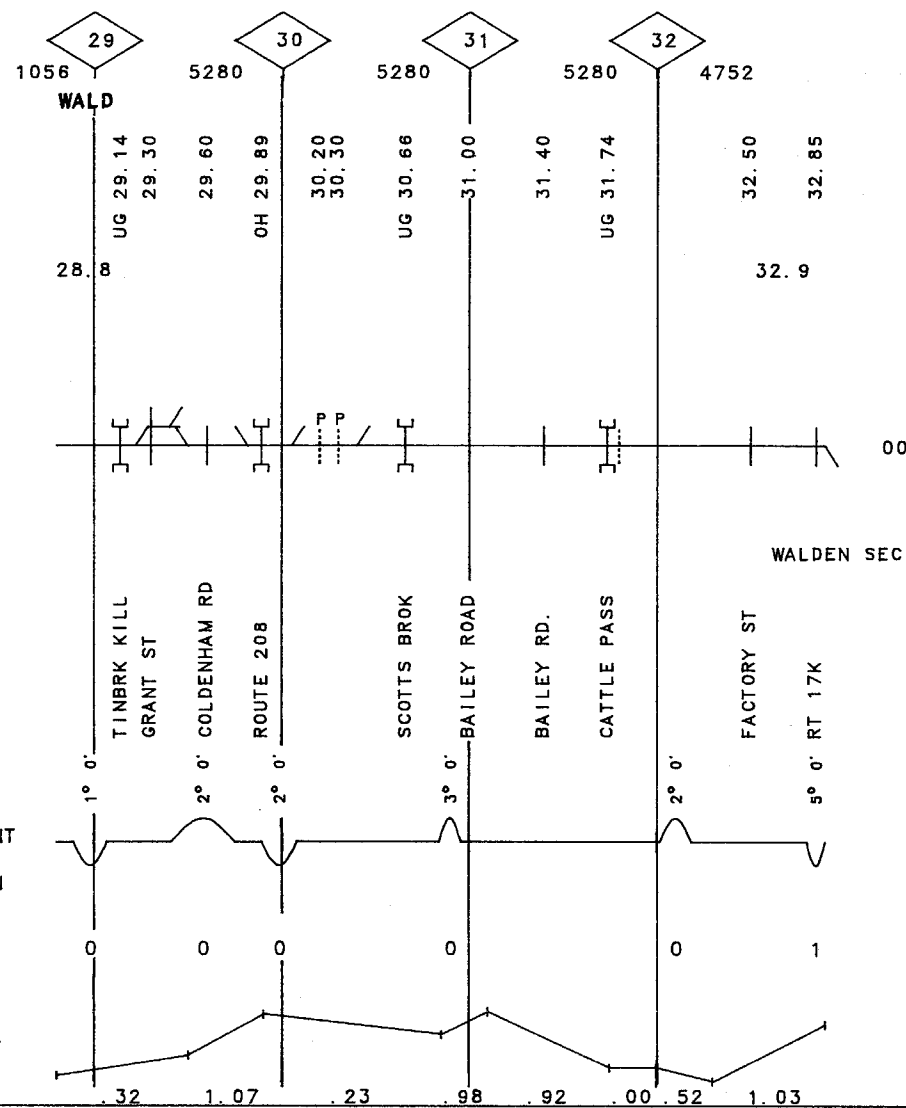 29 30 31 32
1056 5280 5280 5280 4752
WALD
UG 29.14
29.30
29.60
OH 29.89
30.20
30.30
UG 30.66
31.00
31.40
UG 31.74
32.50
32.85
28.8 32.9
P P
00
WALDEN SEC
TINBRK KILL
GRANT ST
COLDENHAM RD
ROUTE 208
SCOTTS BROK
BAILEY ROAD
BAILEY RD.
CATTLE PASS
FACTORY ST
RT 17K
1° 0'
2° 0'
2° 0'
3° 0'
2° 0'
5° 0'
0 0 0 0 0 1
.32 1.07 .23 .98 .92 .00 .52 1.03